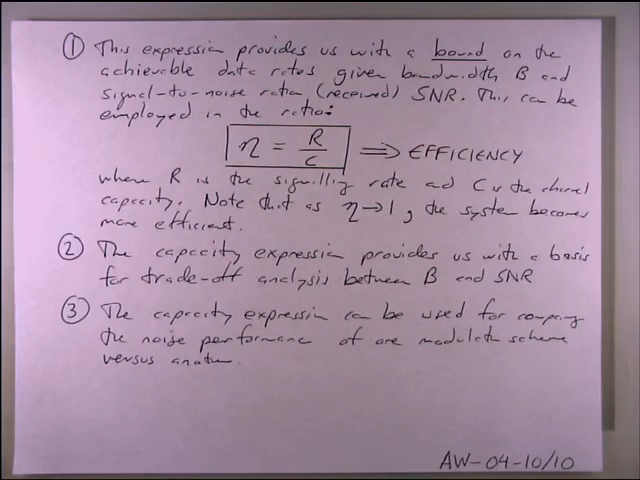 ① This expression provides us with a bound on the
achievable data rates given bandwidth B and
signal-to-noise ratio (received) SNR. This can be
employed in the ratio:
η = R/C ⟹ EFFICIENCY
where R is the signalling rate and C is the channel
capacity. Note that as η→1, the system becomes
more efficient.
② The capacity expression provides us with a basis
for trade-off analysis between B and SNR
③ The capacity expression can be used for comparing
the noise performance of one modulation scheme
versus another.
AW-04-10/10